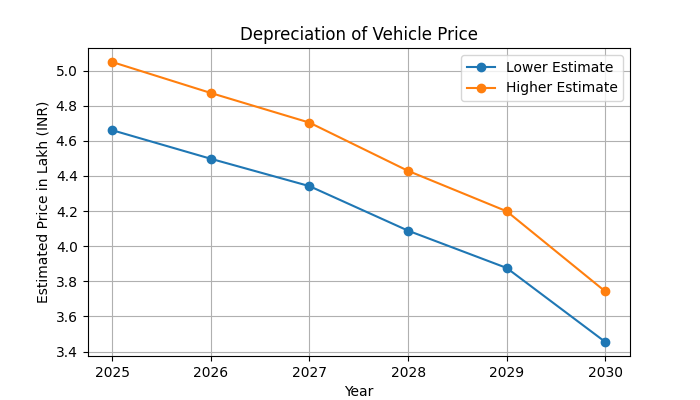 Depreciation of Vehicle Price
Lower Estimate
Higher Estimate
Estimated Price in Lakh (INR)
5.0
4.8
4.6
4.4
4.2
4.0
3.8
3.6
3.4
2025 2026 2027 2028 2029 2030
Year